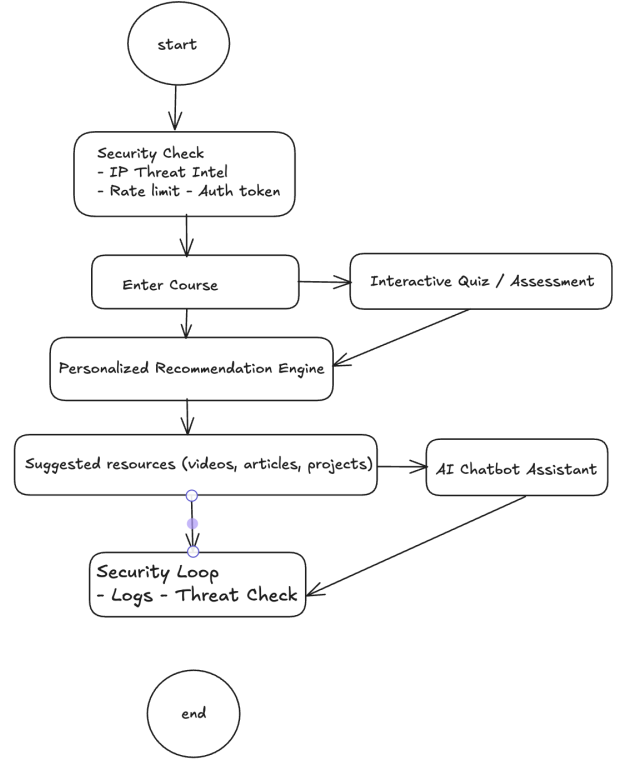 start
Security Check
- IP Threat Intel
- Rate limit - Auth token
Enter Course
Interactive Quiz / Assessment
Personalized Recommendation Engine
Suggested resources (videos, articles, projects)
AI Chatbot Assistant
Security Loop
- Logs - Threat Check
end